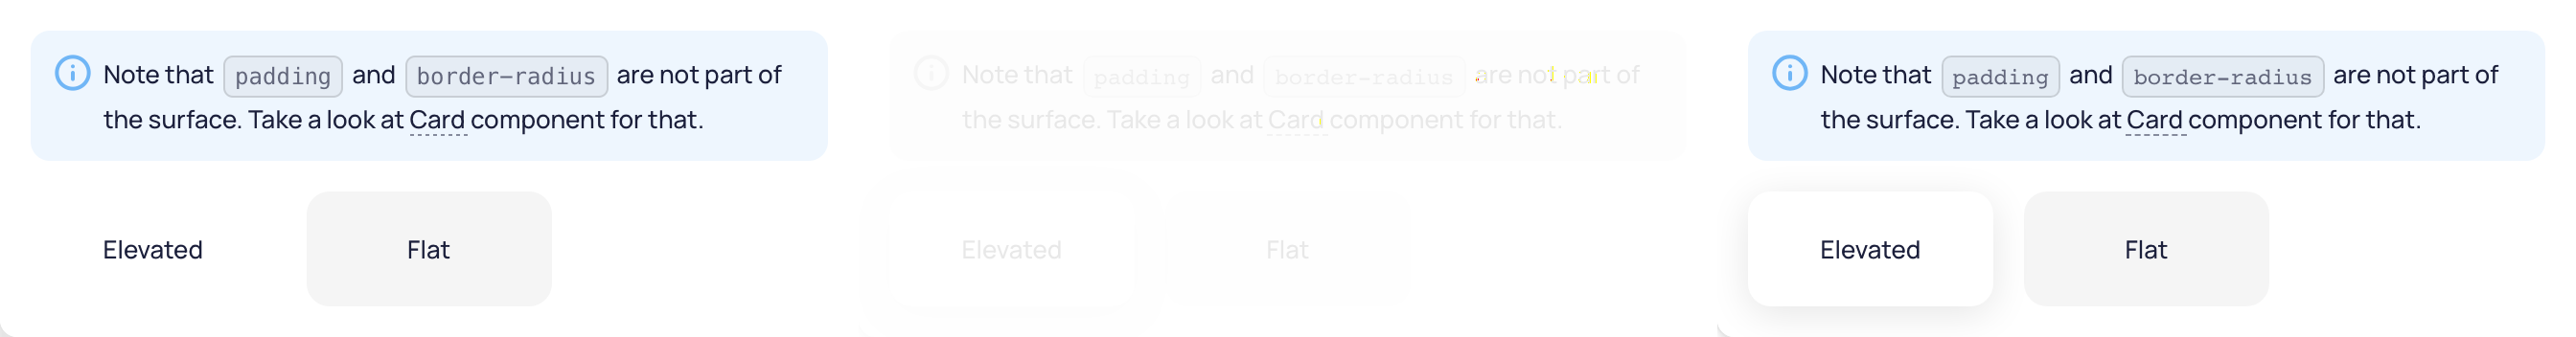 Note that padding and border-radius are not part of
the surface. Take a look at Card component for that.
Elevated Flat
Note that padding and border-radius are not part of
the surface. Take a look at Card component for that.
Elevated Flat
Note that padding and border-radius are not part of
the surface. Take a look at Card component for that.
Elevated Flat